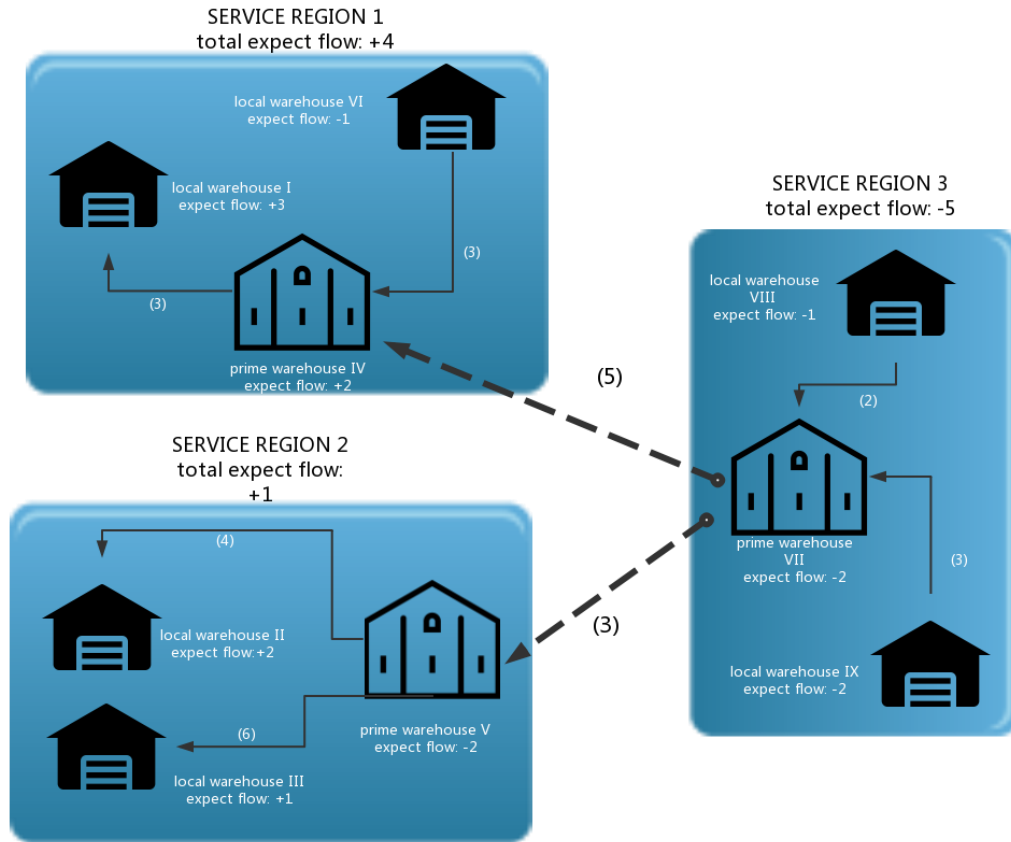 SERVICE REGION 1
total expect flow: +4
local warehouse VI
expect flow: -1
local warehouse I
expect flow: +3
(3)
(3)
prime warehouse IV
expect flow: +2
SERVICE REGION 2
total expect flow:
+1
(4)
local warehouse II
expect flow:+2
(6)
prime warehouse V
expect flow: -2
local warehouse III
expect flow: +1
(5)
(3)
SERVICE REGION 3
total expect flow: -5
local warehouse
VIII
expect flow: -1
(2)
prime warehouse
VII
expect flow: -2
(3)
local warehouse IX
expect flow: -2